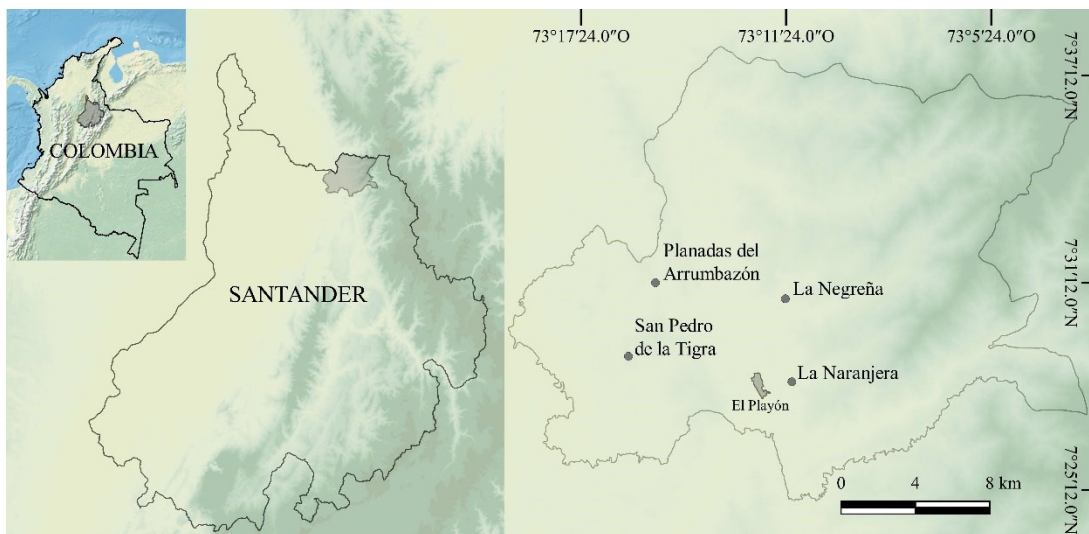 COLOMBIA
SANTANDER
73°17'24.0"O
73°11'24.0"O
73°5'24.0"O
7°37'12.0"N
7°31'12.0"N
7°25'12.0"N
Planadas del
Arrumbazón
La Negreña
San Pedro
de la Tigra
La Naranjera
El Playón
0
4
8 km